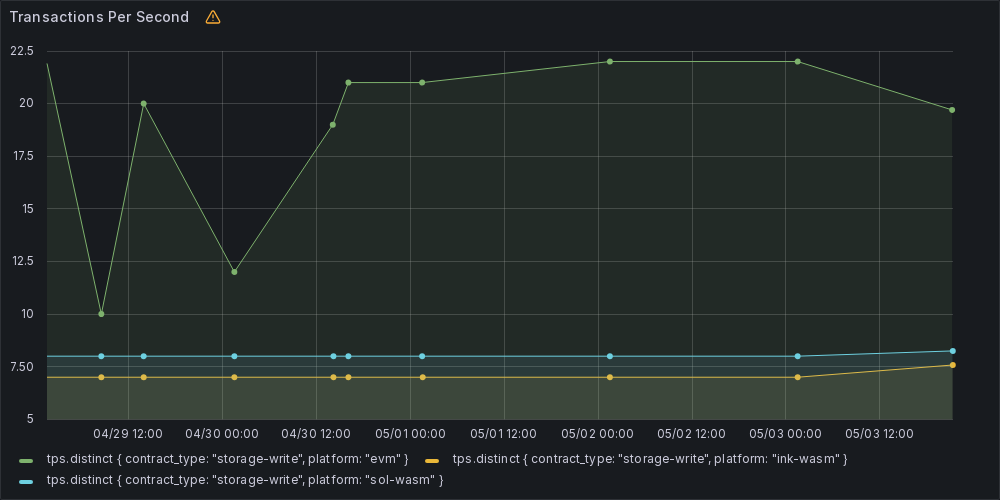 Transactions Per Second
22.5
20
17.5
15
12.5
10
7.50
5
04/29 12:00 04/30 00:00 04/30 12:00 05/01 00:00 05/01 12:00 05/02 00:00 05/02 12:00 05/03 00:00 05/03 12:00
tps.distinct { contract_type: "storage-write", platform: "evm" } tps.distinct { contract_type: "storage-write", platform: "ink-wasm" }
tps.distinct { contract_type: "storage-write", platform: "sol-wasm" }